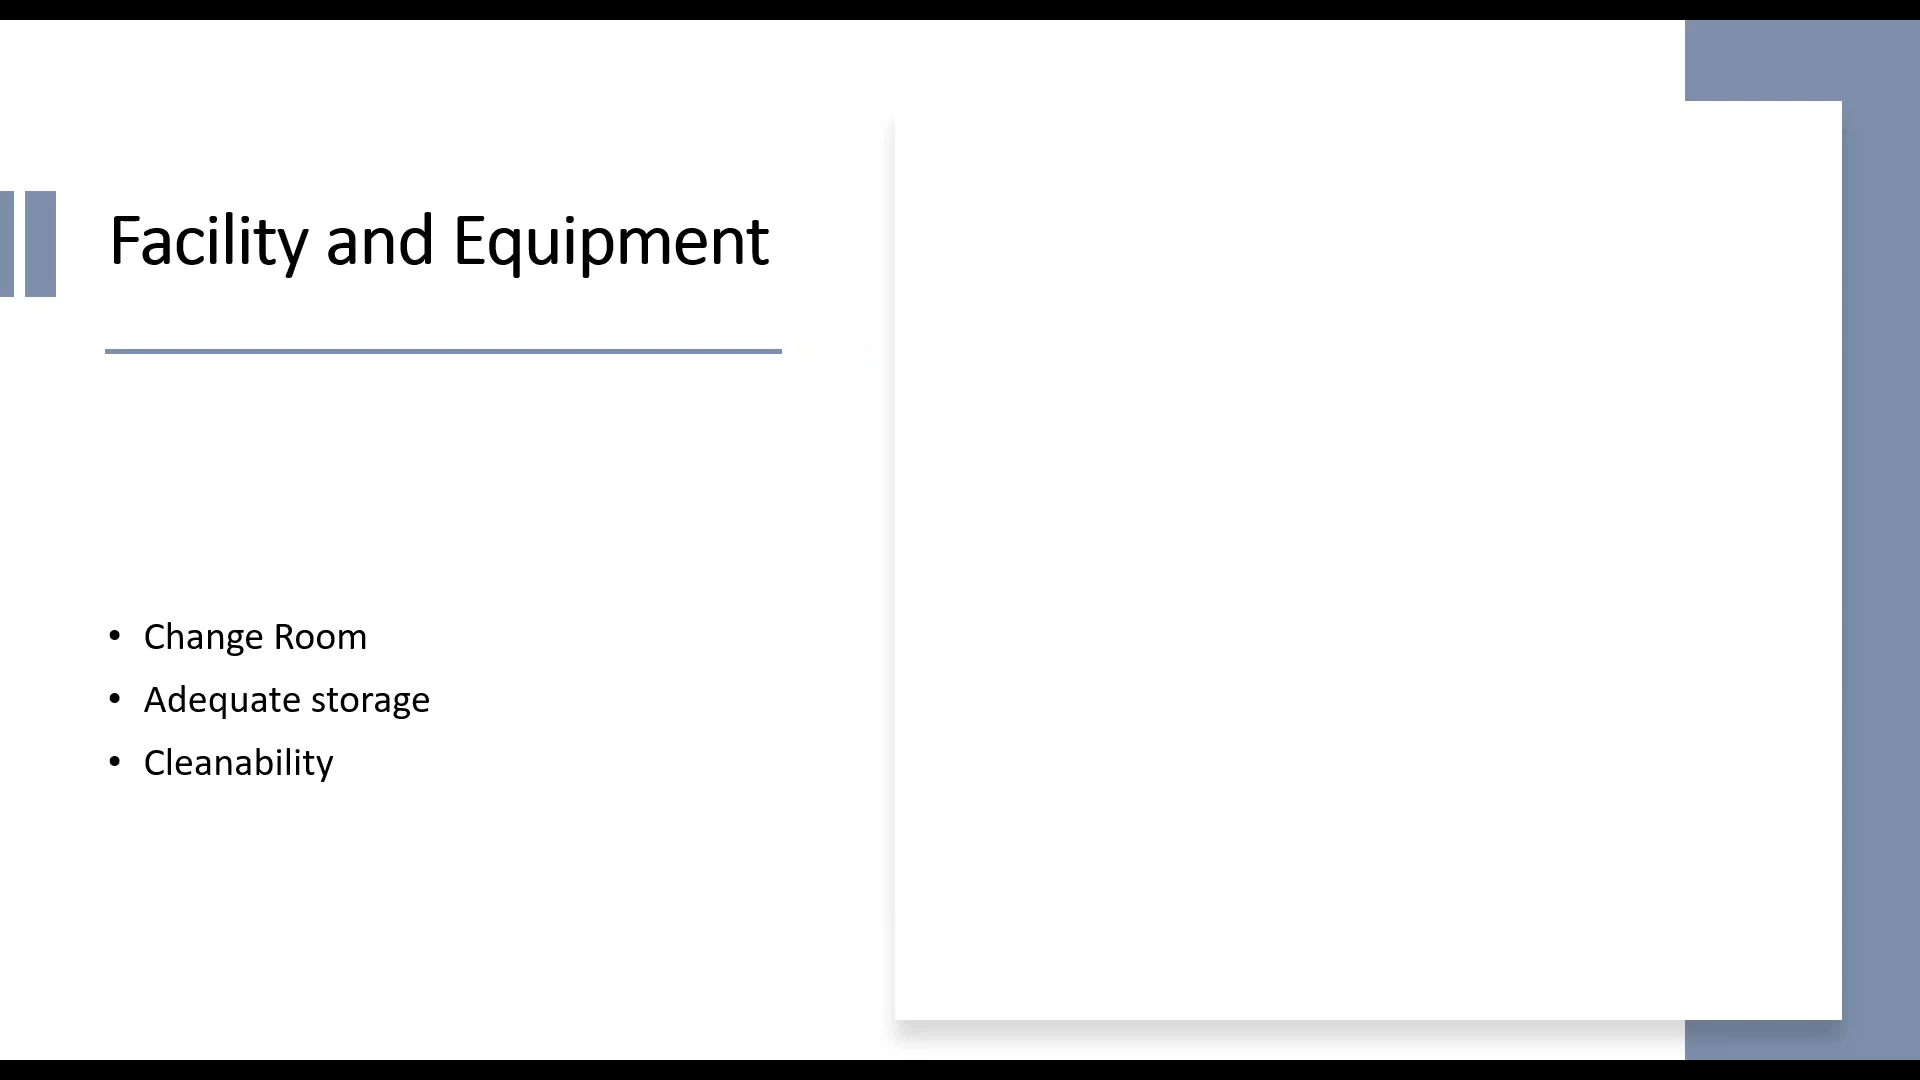 Facility and Equipment
• Change Room
• Adequate storage
• Cleanability